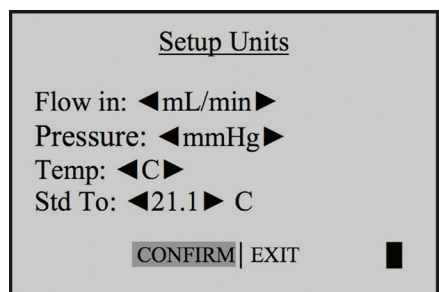 Setup Units
Flow in: ◄mL/min►
Pressure: ◄mmHg►
Temp: ◄C►
Std To: ◄21.1► C
CONFIRM| EXIT